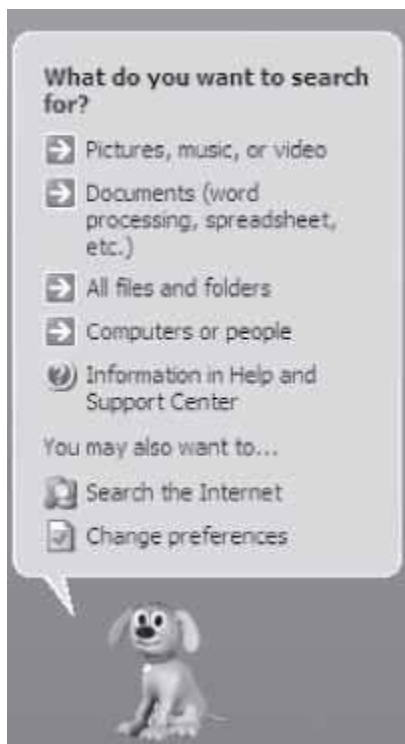 What do you want to search
for?
Pictures, music, or video
Documents (word
processing, spreadsheet,
etc.)
All files and folders
Computers or people
Information in Help and
Support Center
You may also want to...
Search the Internet
Change preferences